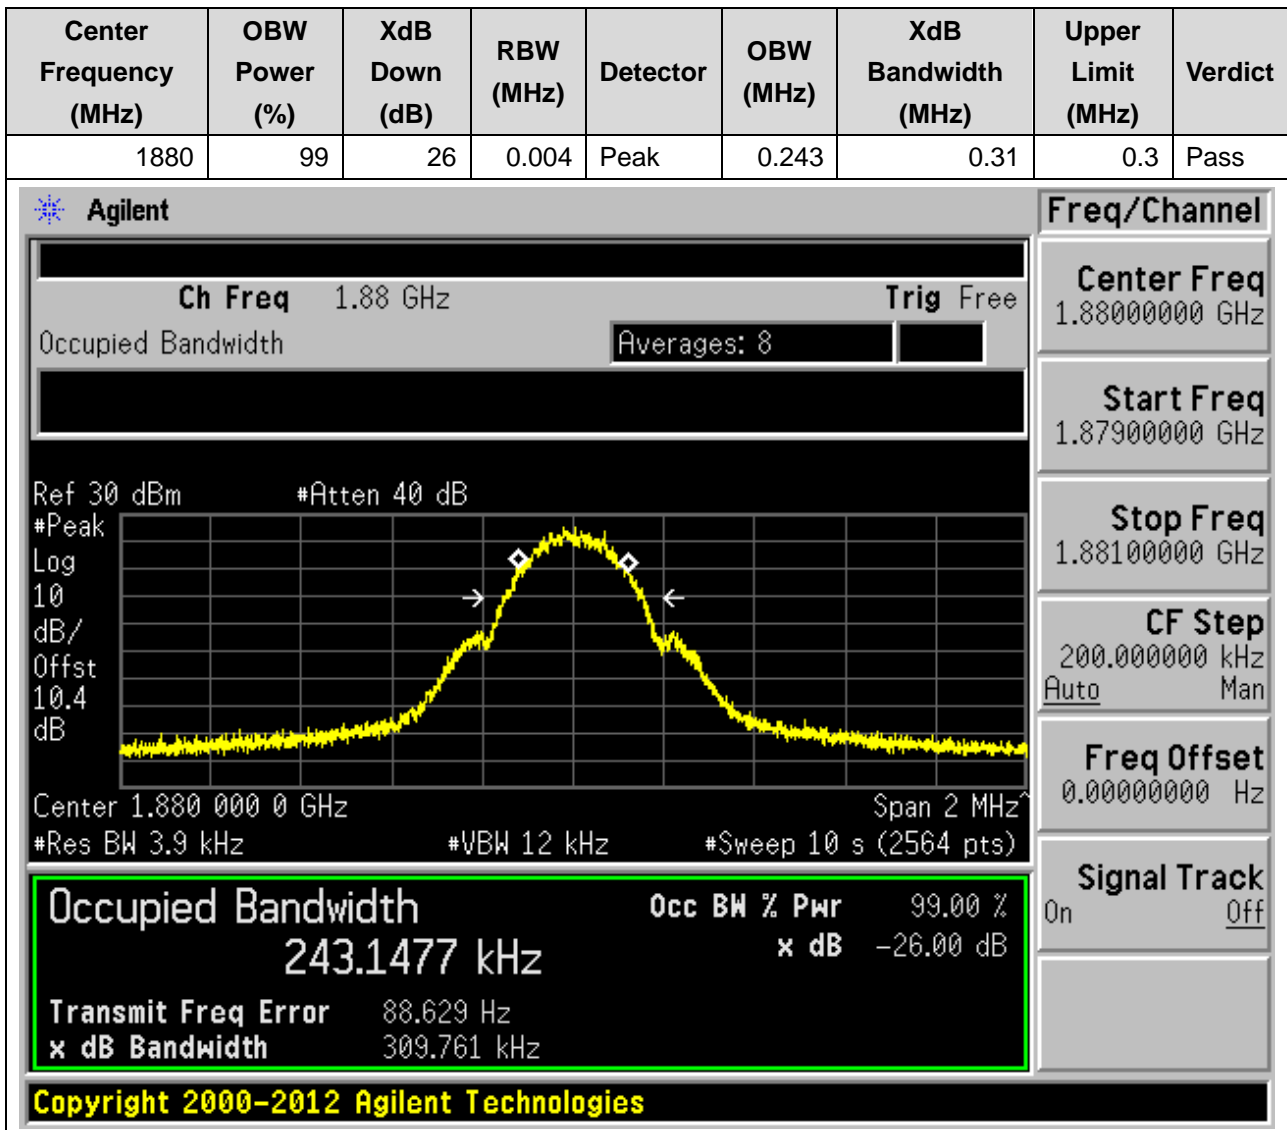 Center Frequency (MHz) OBW Power (%) XdB Down (dB) RBW (MHz) Detector OBW (MHz) XdB Bandwidth (MHz) Upper Limit (MHz) Verdict
1880 99 26 0.004 Peak 0.243 0.31 0.3 Pass
Agilent
Freq/Channel
Ch Freq 1.88 GHz Trig Free
Occupied Bandwidth Averages: 8
Center Freq
1.88000000 GHz
Start Freq
1.87900000 GHz
Stop Freq
1.88100000 GHz
CF Step
200.000000 kHz
Auto Man
Freq Offset
0.00000000 Hz
Signal Track
On Off
Ref 30 dBm #Atten 40 dB
#Peak
Log
10
dB/
Offst
10.4
dB
Center 1.880 000 0 GHz Span 2 MHz^
#Res BW 3.9 kHz #VBW 12 kHz #Sweep 10 s (2564 pts)
Occupied Bandwidth Occ BW % Pwr 99.00 %
243.1477 kHz x dB -26.00 dB
Transmit Freq Error 88.629 Hz
x dB Bandwidth 309.761 kHz
Copyright 2000-2012 Agilent Technologies